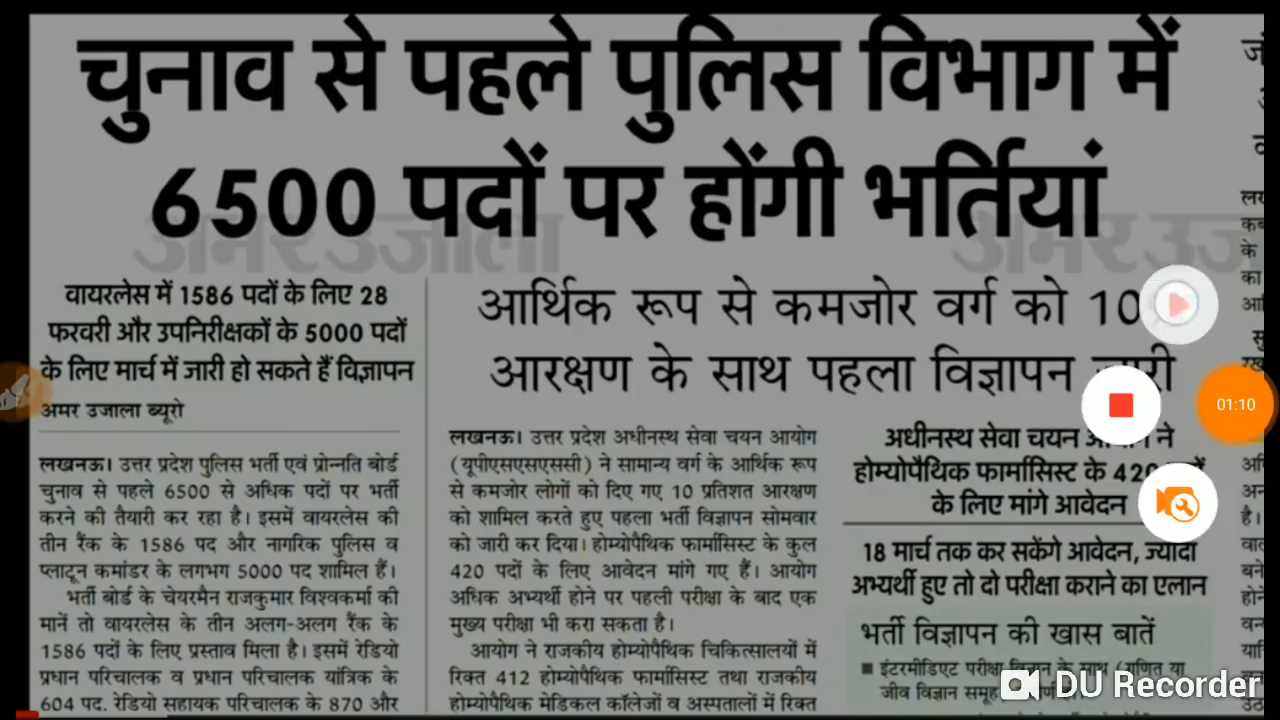 चुनाव से पहले पुलिस विभाग में
6500 पदों पर होंगी भर्तियां
वायरलेस में 1586 पदों के लिए 28
फरवरी और उपनिरीक्षकों के 5000 पदों
के लिए मार्च में जारी हो सकते हैं विज्ञापन
अमर उजाला ब्यूरो
लखनऊ। उत्तर प्रदेश पुलिस भर्ती एवं प्रोन्नति बोर्ड
चुनाव से पहले 6500 से अधिक पदों पर भर्ती
करने की तैयारी कर रहा है। इसमें वायरलेस की
तीन रैंक के 1586 पद और नागरिक पुलिस व
प्लाटून कमांडर के लगभग 5000 पद शामिल हैं।
भर्ती बोर्ड के चेयरमैन राजकुमार विश्वकर्मा की
मानें तो वायरलेस के तीन अलग-अलग रैंक के
1586 पदों के लिए प्रस्ताव मिला है। इसमें रेडियो
प्रधान परिचालक व प्रधान परिचालक यांत्रिक के
604 पद, रेडियो सहायक परिचालक के 870 और
आर्थिक रूप से कमजोर वर्ग को 10
आरक्षण के साथ पहला विज्ञापन
लखनऊ। उत्तर प्रदेश अधीनस्थ सेवा चयन आयोग
(यूपीएसएसएससी) ने सामान्य वर्ग के आर्थिक रूप
से कमजोर लोगों को दिए गए 10 प्रतिशत आरक्षण
को शामिल करते हुए पहला भर्ती विज्ञापन सोमवार
को जारी कर दिया। होम्योपैथिक फार्मासिस्ट के कुल
420 पदों के लिए आवेदन मांगे गए हैं। आयोग
अधिक अभ्यर्थी होने पर पहली परीक्षा के बाद एक
मुख्य परीक्षा भी करा सकता है।
आयोग ने राजकीय होम्योपैथिक चिकित्सालयों में
रिक्त 412 होम्योपैथिक फार्मासिस्ट तथा राजकीय
होम्योपैथिक मेडिकल कॉलेजों व अस्पतालों में रिक्त
अधीनस्थ सेवा चयन ने
होम्योपैथिक फार्मासिस्ट के
के लिए मांगे आवेदन
18 मार्च तक कर सकेंगे आवेदन, ज्यादा
अभ्यर्थी हुए तो दो परीक्षा कराने का एलान
भर्ती विज्ञापन की खास बातें
इंटरमीडिएट परीक्षा विज्ञान के साथ (गणित या
जीव विज्ञान
अमर उजाला
01:10
DU Recorder